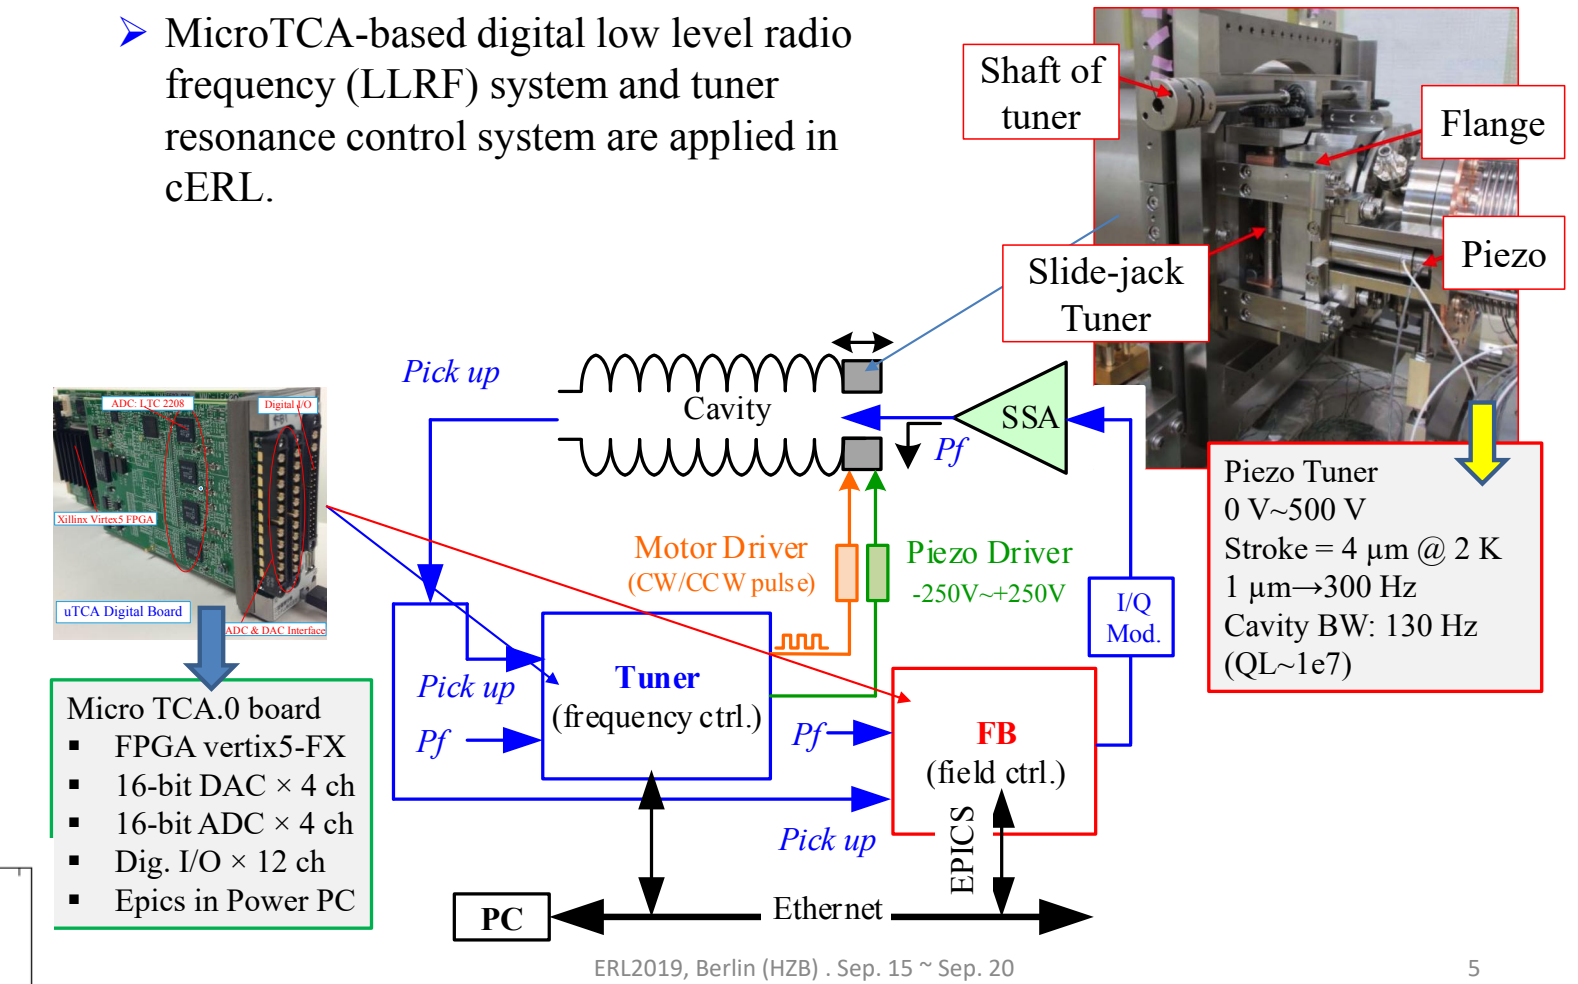 ➢ MicroTCA-based digital low level radio
frequency (LLRF) system and tuner
resonance control system are applied in
cERL.
Shaft of
tuner
Flange
Piezo
Slide-jack
Tuner
Pick up
Cavity
SSA
Pf
ADC: LTC 2208
Digital I/O
Xillinx Virtex5 FPGA
uTCA Digital Board
ADC & DAC Interface
Motor Driver
(CW/CCW pulse)
Piezo Driver
-250V~+250V
I/Q
Mod.
Piezo Tuner
0 V~500 V
Stroke = 4 µm @ 2 K
1 µm→300 Hz
Cavity BW: 130 Hz
(QL~1e7)
Pick up
Tuner
(frequency ctrl.)
Pf
Pf
FB
(field ctrl.)
Pick up
EPICS
Micro TCA.0 board
▪ FPGA vertix5-FX
▪ 16-bit DAC × 4 ch
▪ 16-bit ADC × 4 ch
▪ Dig. I/O × 12 ch
▪ Epics in Power PC
PC
Ethernet
ERL2019, Berlin (HZB) . Sep. 15 ~ Sep. 20
5